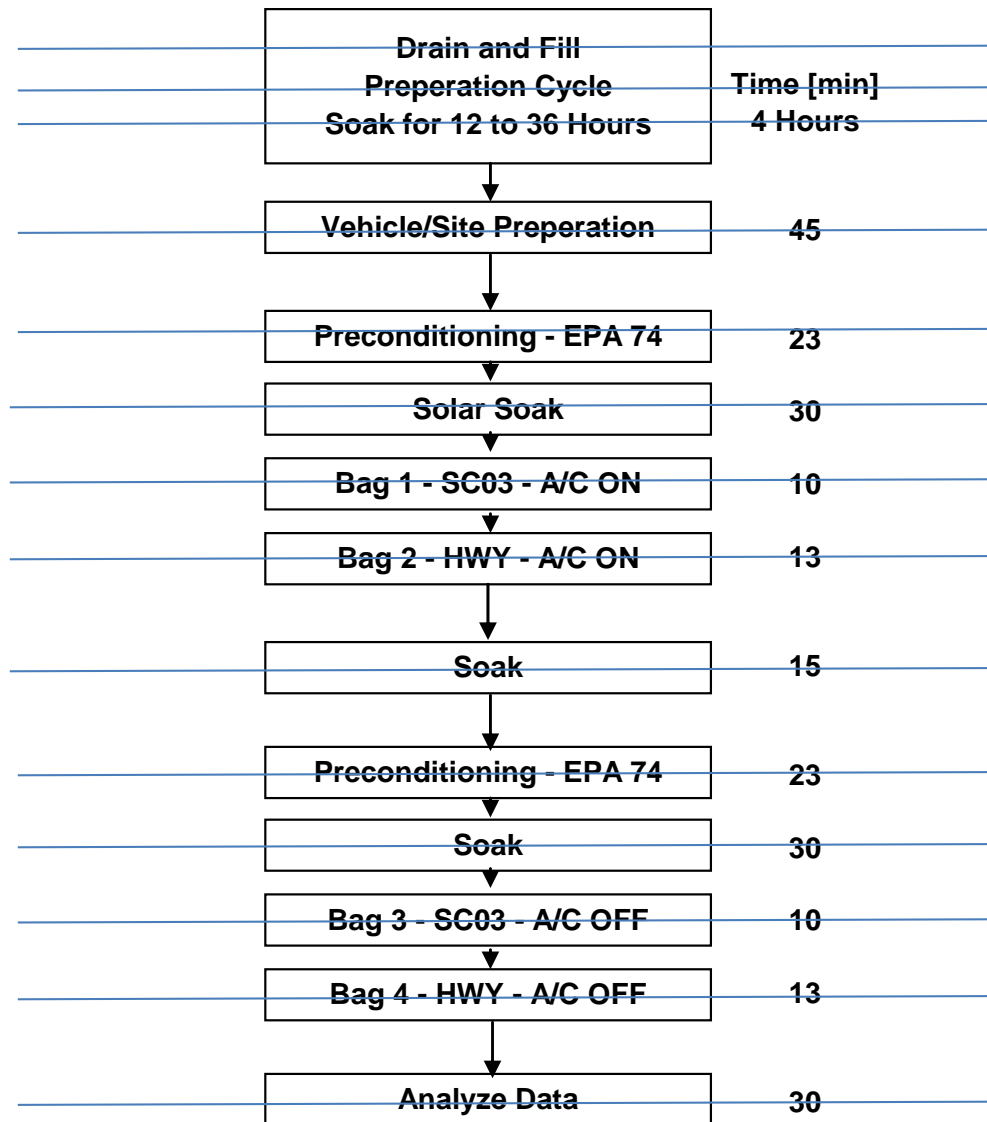 Drain and Fill
Preperation Cycle Time [min]
Soak for 12 to 36 Hours 4 Hours
Vehicle/Site Preperation 45
Preconditioning - EPA 74 23
Solar Soak 30
Bag 1 - SC03 - A/C ON 10
Bag 2 - HWY - A/C ON 13
Soak 15
Preconditioning - EPA 74 23
Soak 30
Bag 3 - SC03 - A/C OFF 10
Bag 4 - HWY - A/C OFF 13
Analyze Data 30